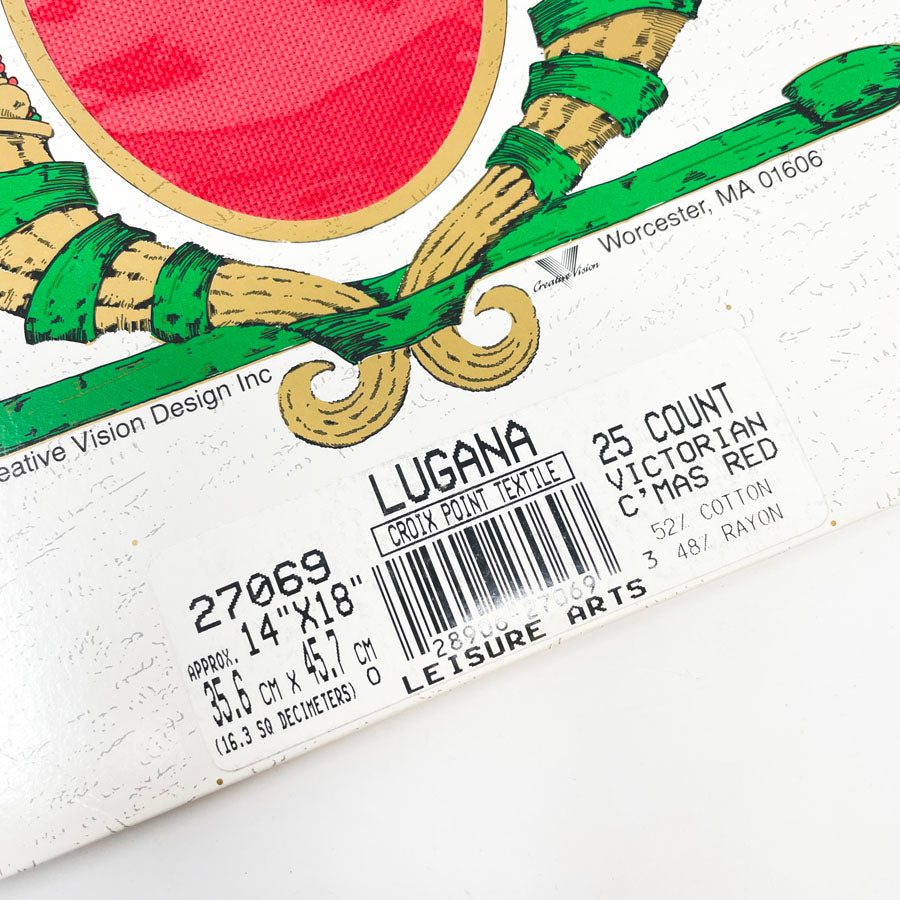 eative Vision Design Inc
Creative Vision
Worcester, MA 01606
27069
APPROX. 14"X18"
35.6 CM X 45.7 CM
(16.3 SQ DECIMETERS)
LUGANA
CROIX POINT TEXTILE
0 28906 27069 3
LEISURE ARTS
25 COUNT
VICTORIAN
C'MAS RED
52% COTTON
48% RAYON